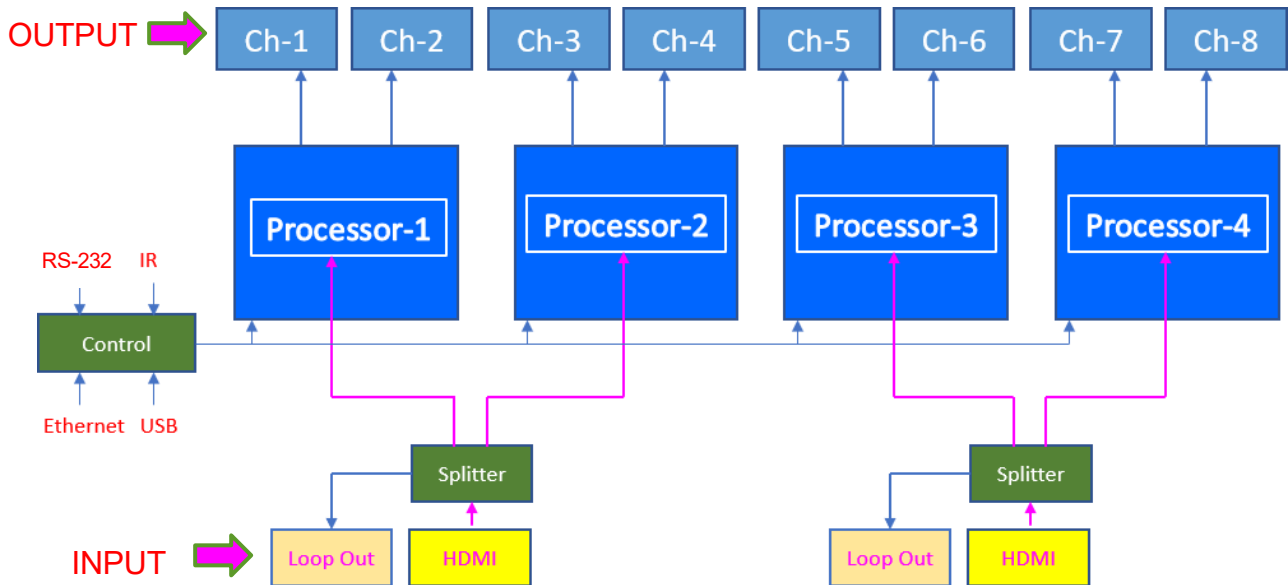 OUTPUT
Ch-1
Ch-2
Ch-3
Ch-4
Ch-5
Ch-6
Ch-7
Ch-8
Processor-1
Processor-2
Processor-3
Processor-4
RS-232
IR
Control
Ethernet
USB
Splitter
Splitter
INPUT
Loop Out
HDMI
Loop Out
HDMI